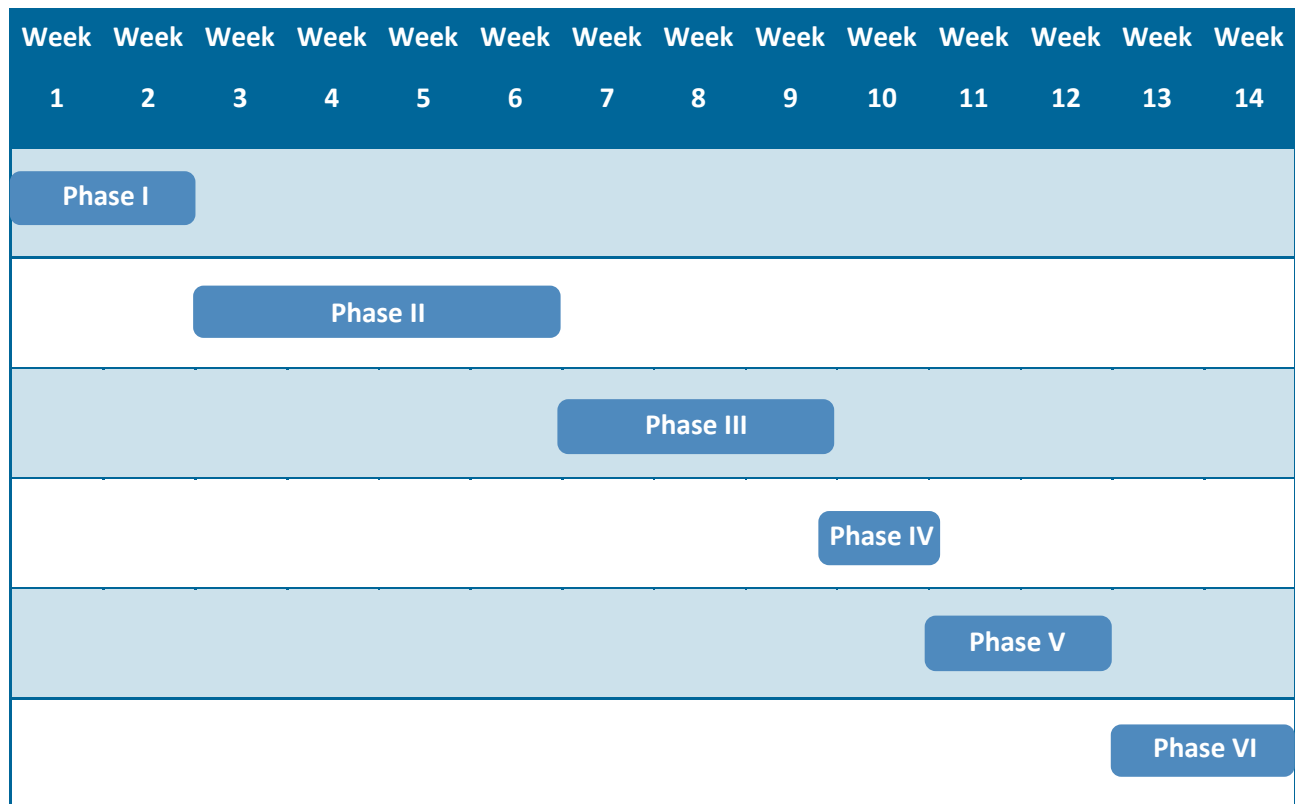 Week Week Week Week Week Week Week Week Week Week Week Week Week Week
1 2 3 4 5 6 7 8 9 10 11 12 13 14
Phase I
Phase II
Phase III
Phase IV
Phase V
Phase VI